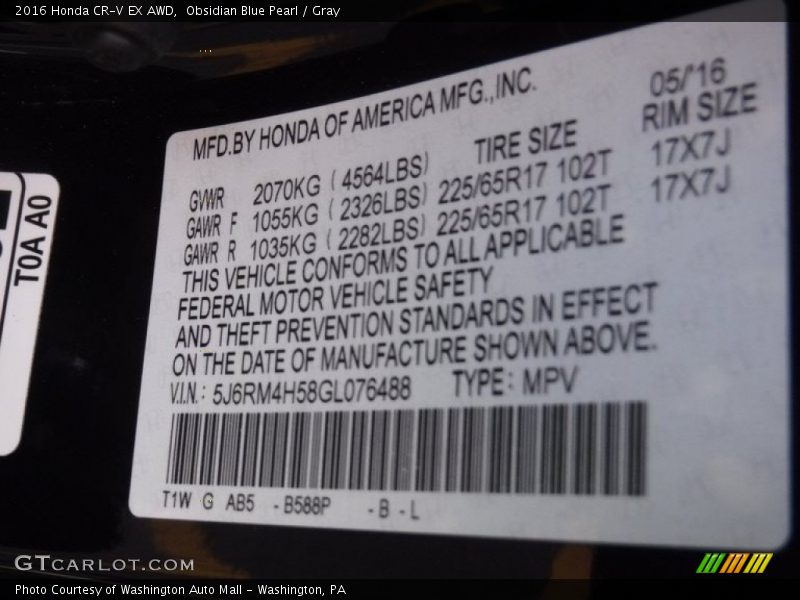 2016 Honda CR-V EX AWD,  Obsidian Blue Pearl / Gray
T0A A0
MFD.BY HONDA OF AMERICA MFG.,INC. 05/'16
TIRE SIZE RIM SIZE
GVWR 2070KG ( 4564LBS)
GAWR F 1055KG ( 2326LBS) 225/65R17 102T 17X7J
GAWR R 1035KG ( 2282LBS) 225/65R17 102T 17X7J
THIS VEHICLE CONFORMS TO ALL APPLICABLE
FEDERAL MOTOR VEHICLE SAFETY
AND THEFT PREVENTION STANDARDS IN EFFECT
ON THE DATE OF MANUFACTURE SHOWN ABOVE.
V.I.N.: 5J6RM4H58GL076488 TYPE: MPV
T1W G AB5 -B588P -B-L
GTCARLOT.COM
Photo Courtesy of Washington Auto Mall - Washington, PA